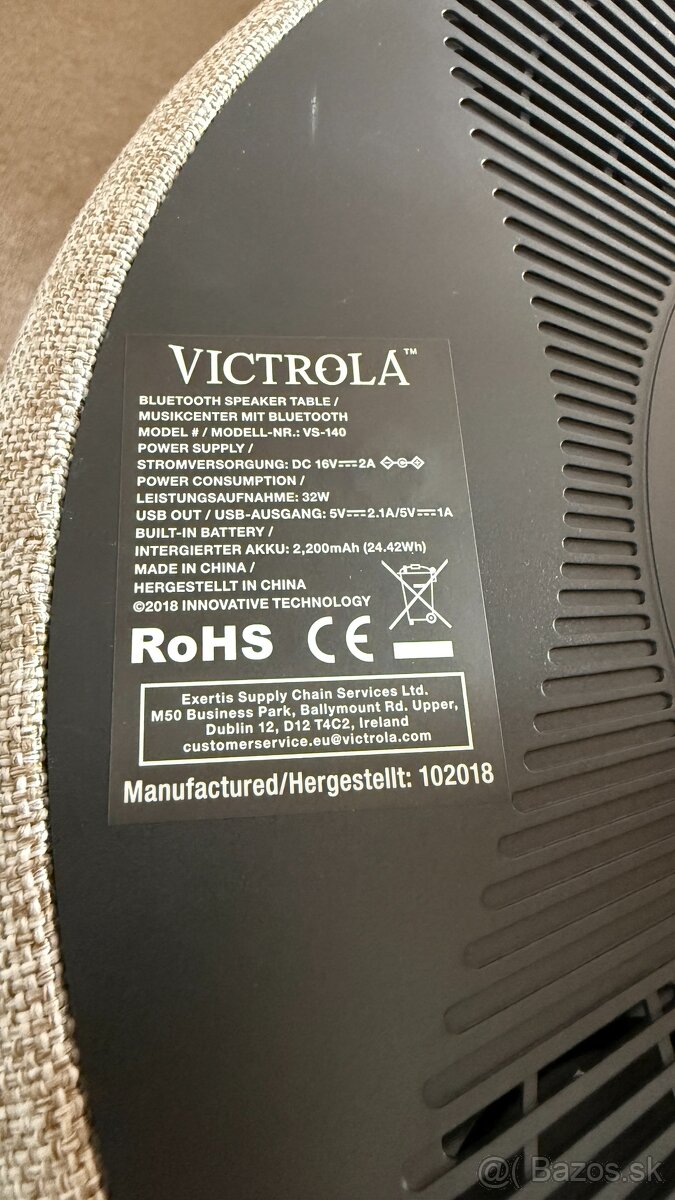 VICTROLA™
BLUETOOTH SPEAKER TABLE /
MUSIKCENTER MIT BLUETOOTH
MODEL # / MODELL-NR.: VS-140
POWER SUPPLY /
STROMVERSORGUNG: DC 16V⎓2A
POWER CONSUMPTION /
LEISTUNGSAUFNAHME: 32W
USB OUT / USB-AUSGANG: 5V⎓2.1A/5V⎓1A
BUILT-IN BATTERY /
INTERGIERTER AKKU: 2,200mAh (24.42Wh)
MADE IN CHINA /
HERGESTELLT IN CHINA
©2018 INNOVATIVE TECHNOLOGY
RoHS CE
Exertis Supply Chain Services Ltd.
M50 Business Park, Ballymount Rd. Upper,
Dublin 12, D12 T4C2, Ireland
customerservice.eu@victrola.com
Manufactured/Hergestellt: 102018
@( Bazos.sk